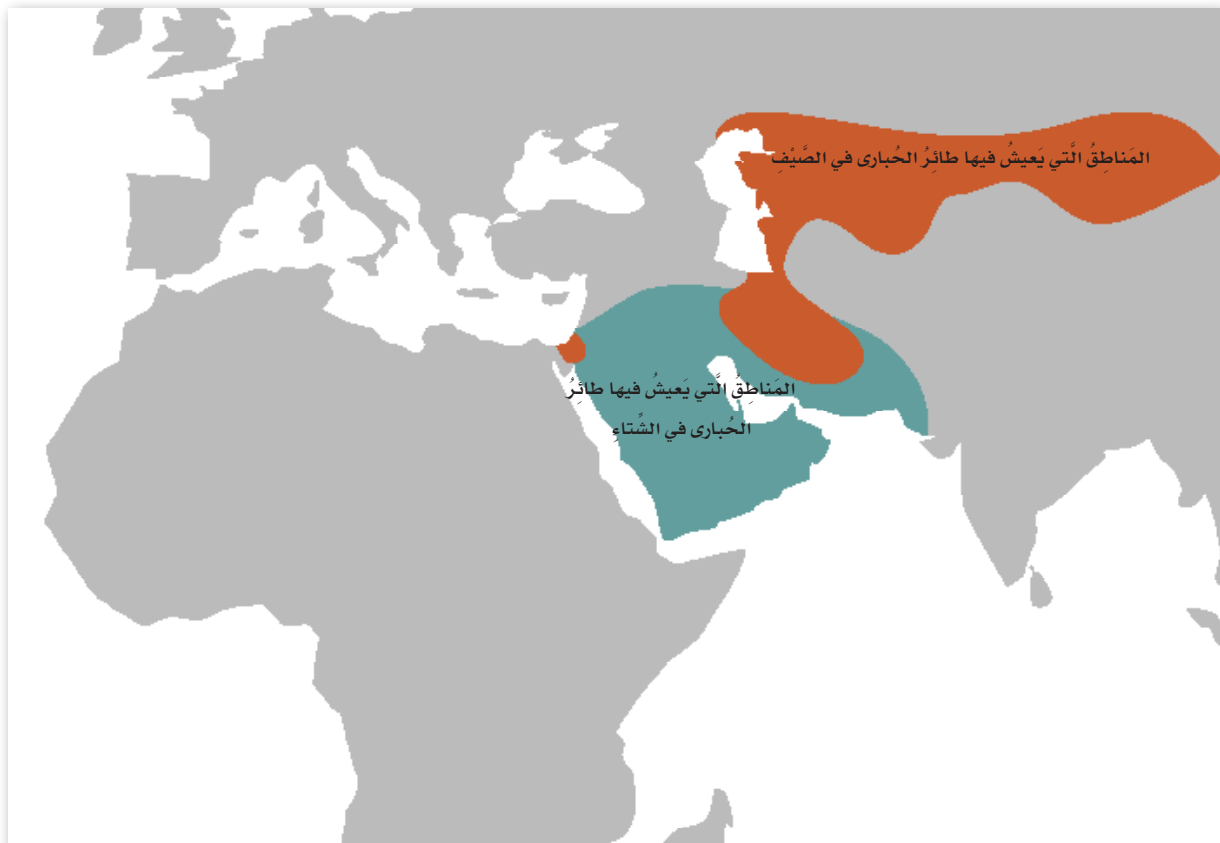 المَناطِقُ الَّتي يَعيشُ فيها طائِرُ الحُبارى في الصَّيْفِ
المَناطِقُ الَّتي يَعيشُ فيها طائِرُ
الحُبارى في الشِّتاءِ